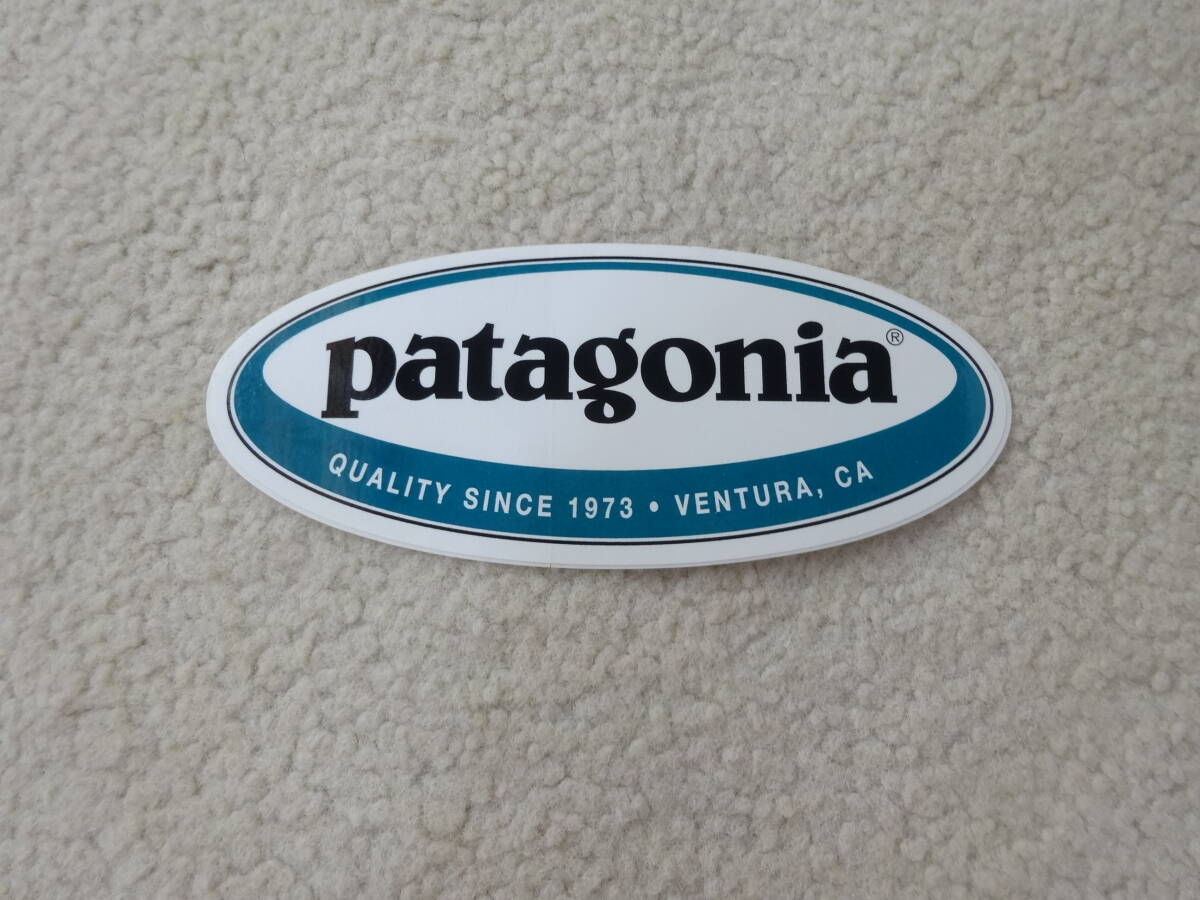 patagonia®
QUALITY SINCE 1973 • VENTURA, CA